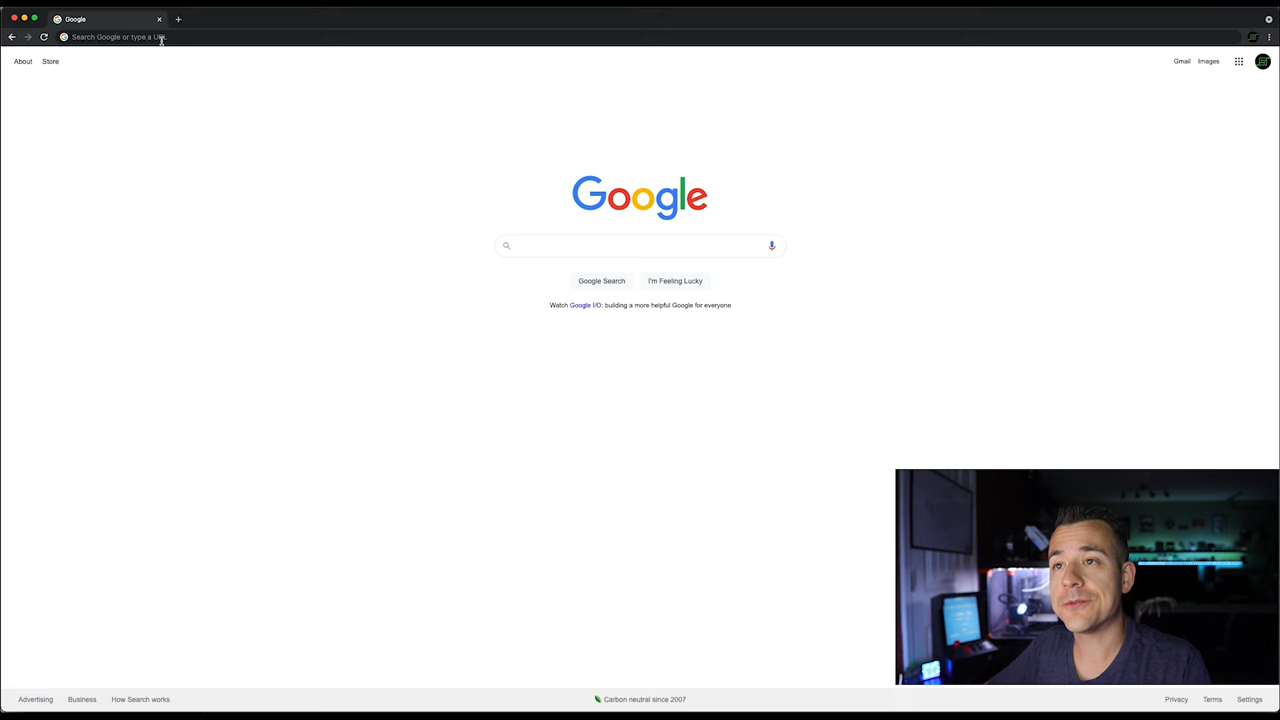 Google
Search Google or type a URL
About
Store
Gmail
Images
Google
Google Search
I'm Feeling Lucky
Watch Google I/O: building a more helpful Google for everyone
Advertising
Business
How Search works
Carbon neutral since 2007
Privacy
Terms
Settings